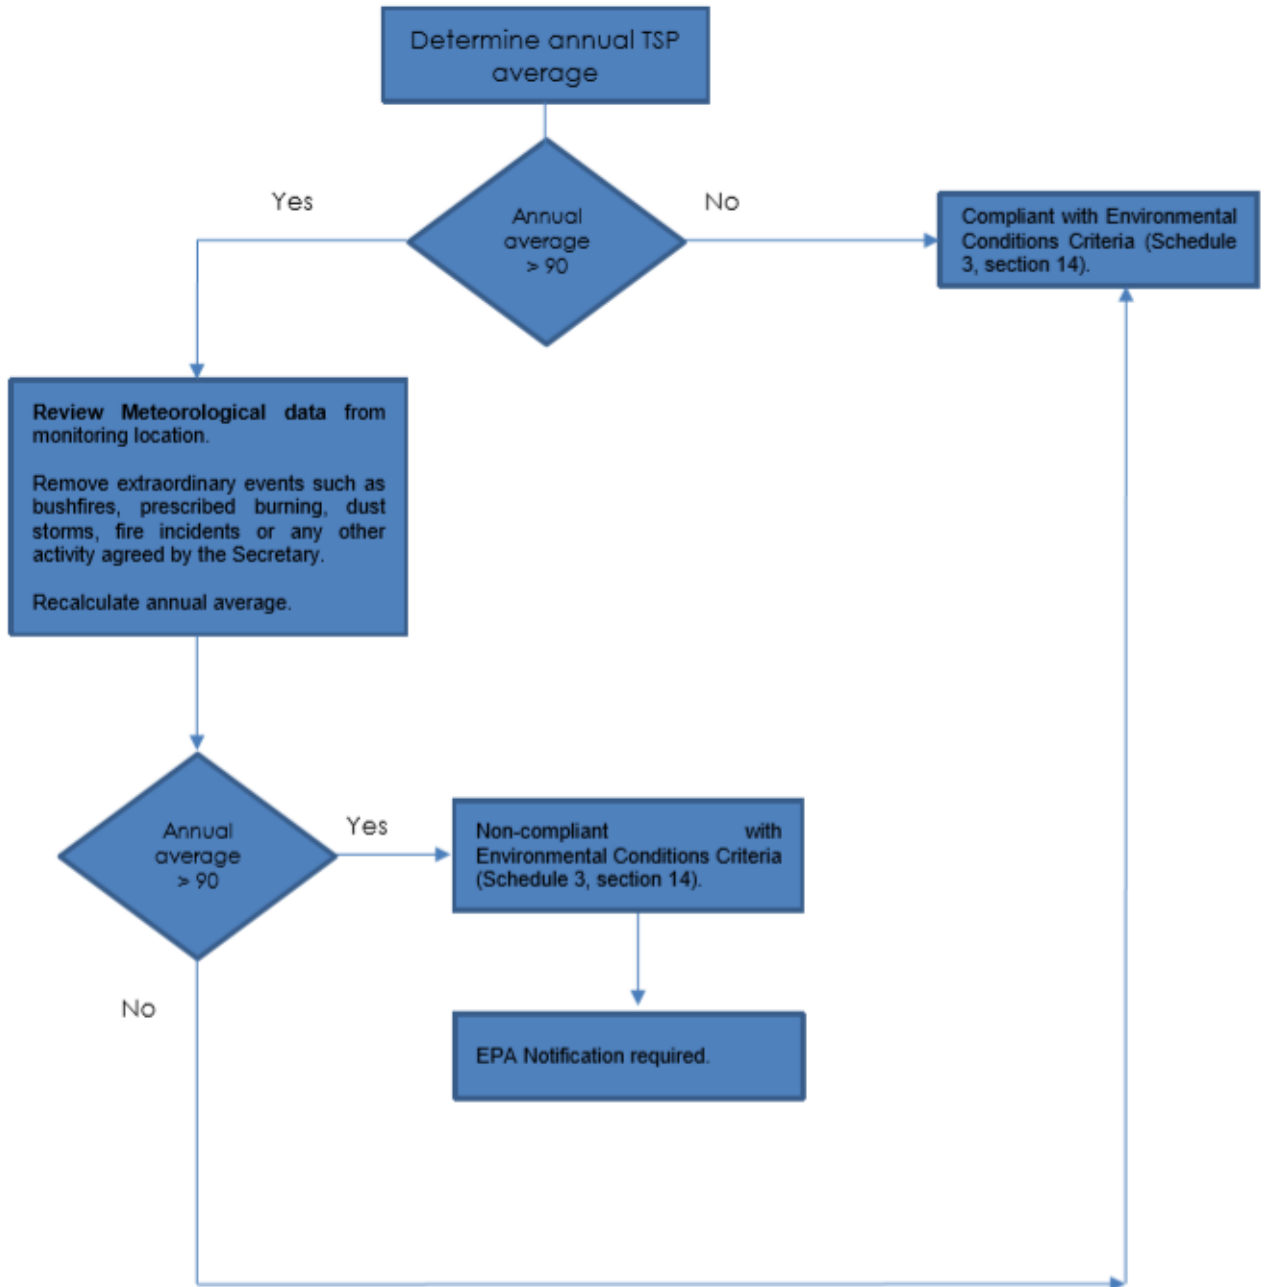 Determine annual TSP
average
Yes
Annual
average
> 90
No
Compliant with Environmental
Conditions Criteria (Schedule
3, section 14).
Review Meteorological data from
monitoring location.
Remove extraordinary events such as
bushfires, prescribed burning, dust
storms, fire incidents or any other
activity agreed by the Secretary.
Recalculate annual average.
Annual
average
> 90
Yes
Non-compliant with
Environmental Conditions Criteria
(Schedule 3, section 14).
No
EPA Notification required.